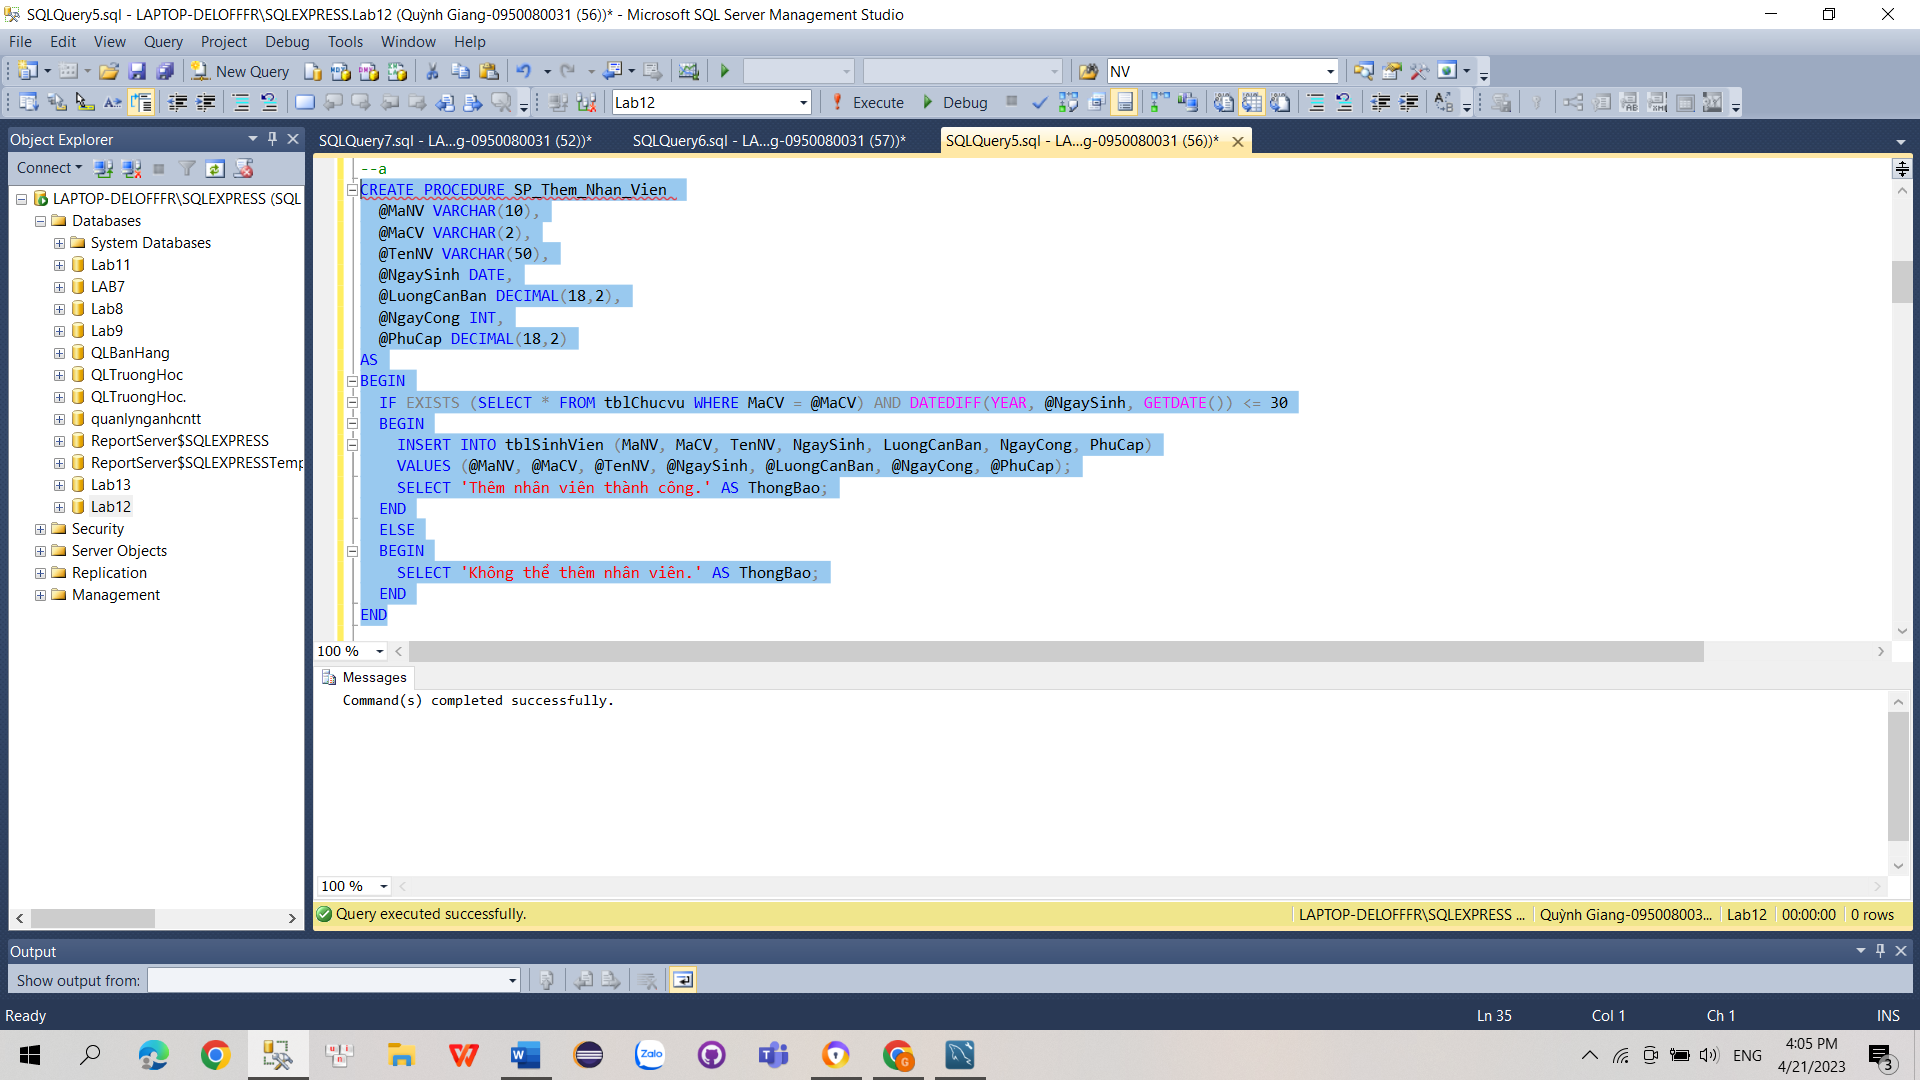 SQLQuery5.sql - LAPTOP-DELOFFFR\SQLEXPRESS.Lab12 (Quỳnh Giang-0950080031 (56))* - Microsoft SQL Server Management Studio
File Edit View Query Project Debug Tools Window Help
New Query
NV
Lab12
Execute
Debug
Object Explorer
Connect
LAPTOP-DELOFFFR\SQLEXPRESS (SQL
Databases
System Databases
Lab11
LAB7
Lab8
Lab9
QLBanHang
QLTruongHoc
QLTruongHoc.
quanlynganhcntt
ReportServer$SQLEXPRESS
ReportServer$SQLEXPRESSTemp
Lab13
Lab12
Security
Server Objects
Replication
Management
SQLQuery7.sql - LA...g-0950080031 (52))*
SQLQuery6.sql - LA...g-0950080031 (57))*
SQLQuery5.sql - LA...g-0950080031 (56))*
--a
CREATE PROCEDURE SP_Them_Nhan_Vien
@MaNV VARCHAR(10),
@MaCV VARCHAR(2),
@TenNV VARCHAR(50),
@NgaySinh DATE,
@LuongCanBan DECIMAL(18,2),
@NgayCong INT,
@PhuCap DECIMAL(18,2)
AS
BEGIN
IF EXISTS (SELECT * FROM tblChucvu WHERE MaCV = @MaCV) AND DATEDIFF(YEAR, @NgaySinh, GETDATE()) <= 30
BEGIN
INSERT INTO tblSinhVien (MaNV, MaCV, TenNV, NgaySinh, LuongCanBan, NgayCong, PhuCap)
VALUES (@MaNV, @MaCV, @TenNV, @NgaySinh, @LuongCanBan, @NgayCong, @PhuCap);
SELECT 'Thêm nhân viên thành công.' AS ThongBao;
END
ELSE
BEGIN
SELECT 'Không thể thêm nhân viên.' AS ThongBao;
END
END
100 %
Messages
Command(s) completed successfully.
100 %
Query executed successfully.
LAPTOP-DELOFFFR\SQLEXPRESS ...
Quỳnh Giang-095008003...
Lab12
00:00:00
0 rows
Output
Show output from:
Ready
Ln 35
Col 1
Ch 1
INS
W
Zalo
ENG
4:05 PM
4/21/2023
3